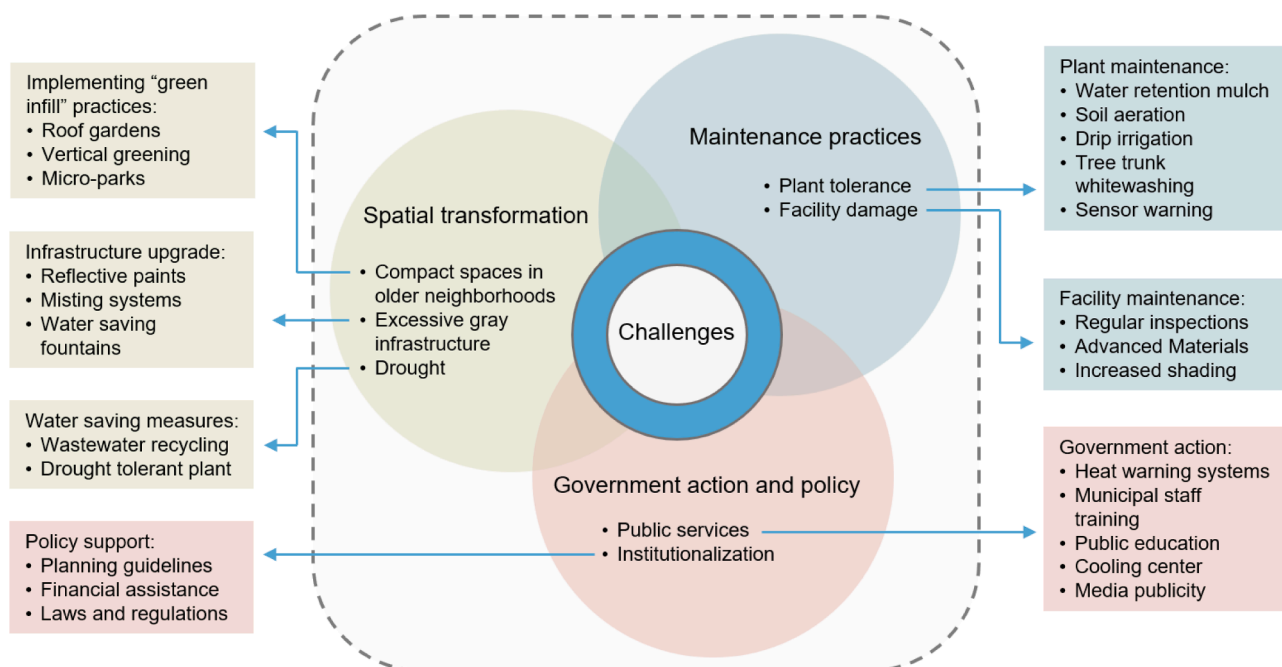 Implementing “green
infill” practices:
• Roof gardens
• Vertical greening
• Micro-parks
Infrastructure upgrade:
• Reflective paints
• Misting systems
• Water saving
fountains
Water saving measures:
• Wastewater recycling
• Drought tolerant plant
Policy support:
• Planning guidelines
• Financial assistance
• Laws and regulations
Spatial transformation
• Compact spaces in
older neighborhoods
• Excessive gray
infrastructure
• Drought
Maintenance practices
• Plant tolerance
• Facility damage
Challenges
Government action and policy
• Public services
• Institutionalization
Plant maintenance:
• Water retention mulch
• Soil aeration
• Drip irrigation
• Tree trunk
whitewashing
• Sensor warning
Facility maintenance:
• Regular inspections
• Advanced Materials
• Increased shading
Government action:
• Heat warning systems
• Municipal staff
training
• Public education
• Cooling center
• Media publicity